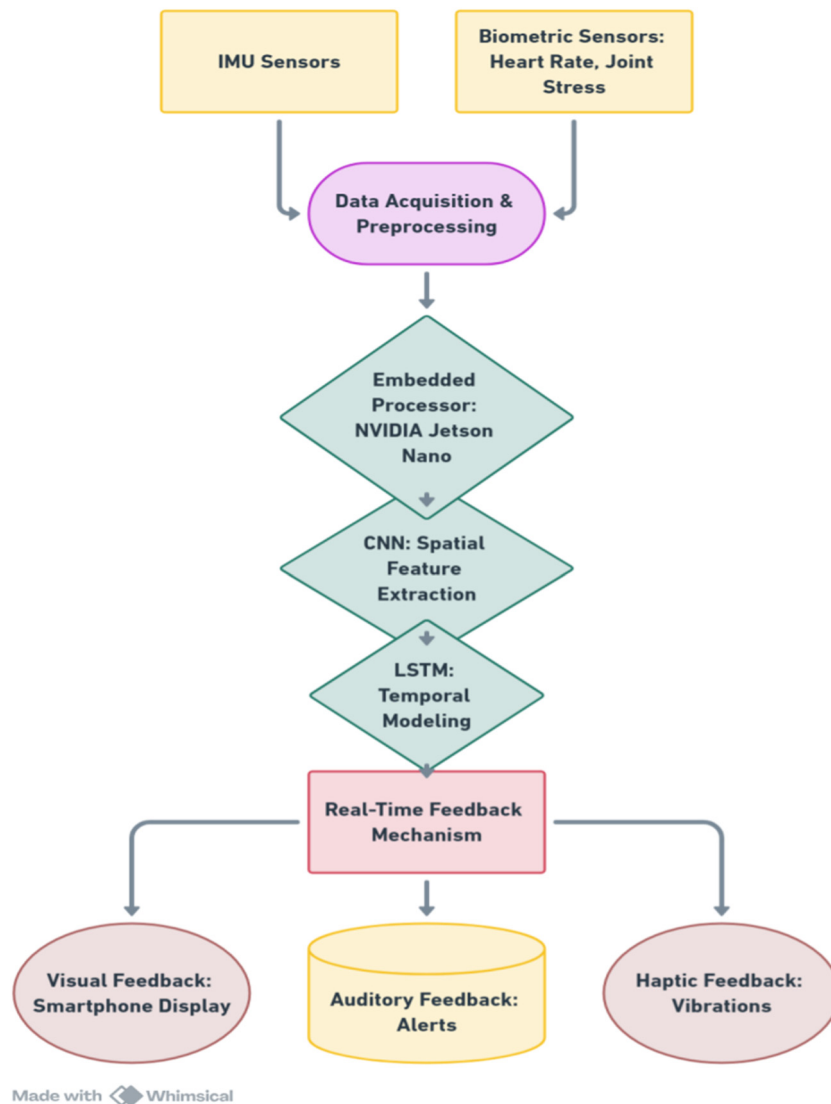 IMU Sensors
Biometric Sensors:
Heart Rate, Joint
Stress
Data Acquisition &
Preprocessing
Embedded
Processor:
NVIDIA Jetson
Nano
CNN: Spatial
Feature
Extraction
LSTM:
Temporal
Modeling
Real-Time Feedback
Mechanism
Visual Feedback:
Smartphone Display
Auditory Feedback:
Alerts
Haptic Feedback:
Vibrations
Made with Whimsical